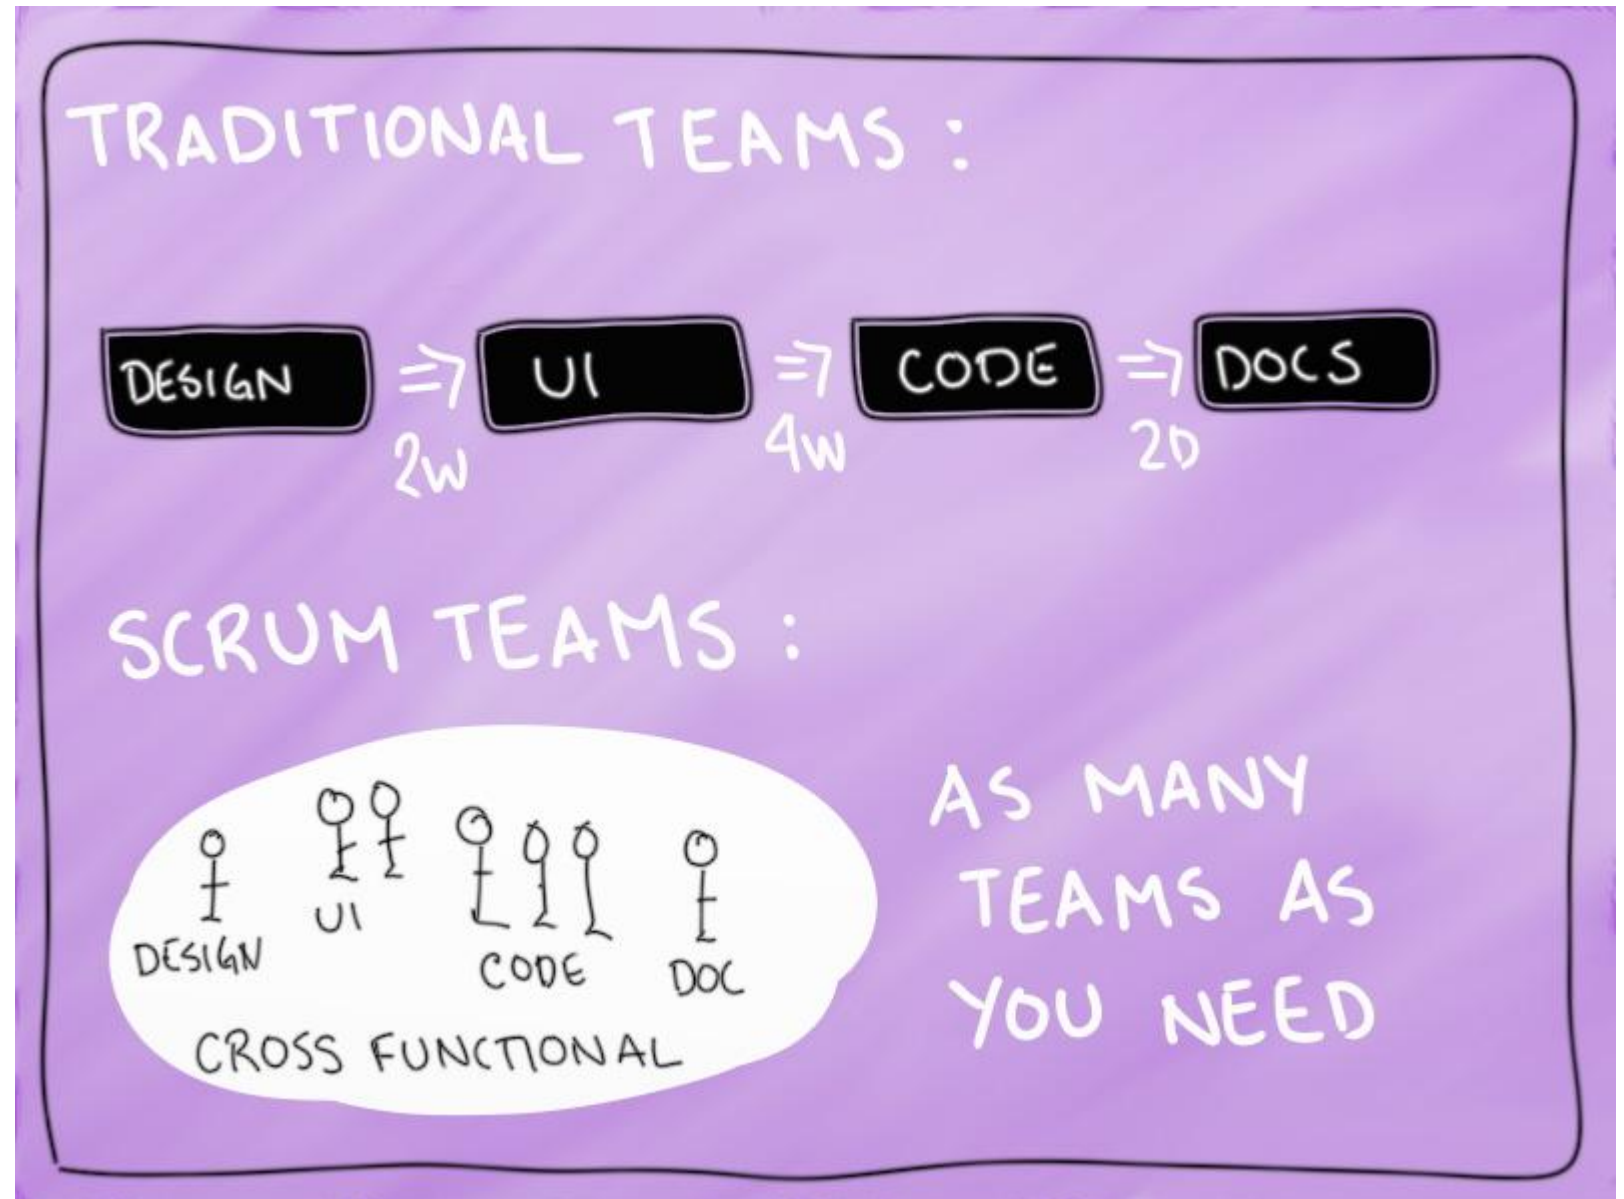 TRADITIONAL TEAMS :
DESIGN => UI => CODE => DOCS
2W 4W 2D
SCRUM TEAMS :
DESIGN UI CODE DOC
CROSS FUNCTIONAL
AS MANY
TEAMS AS
YOU NEED